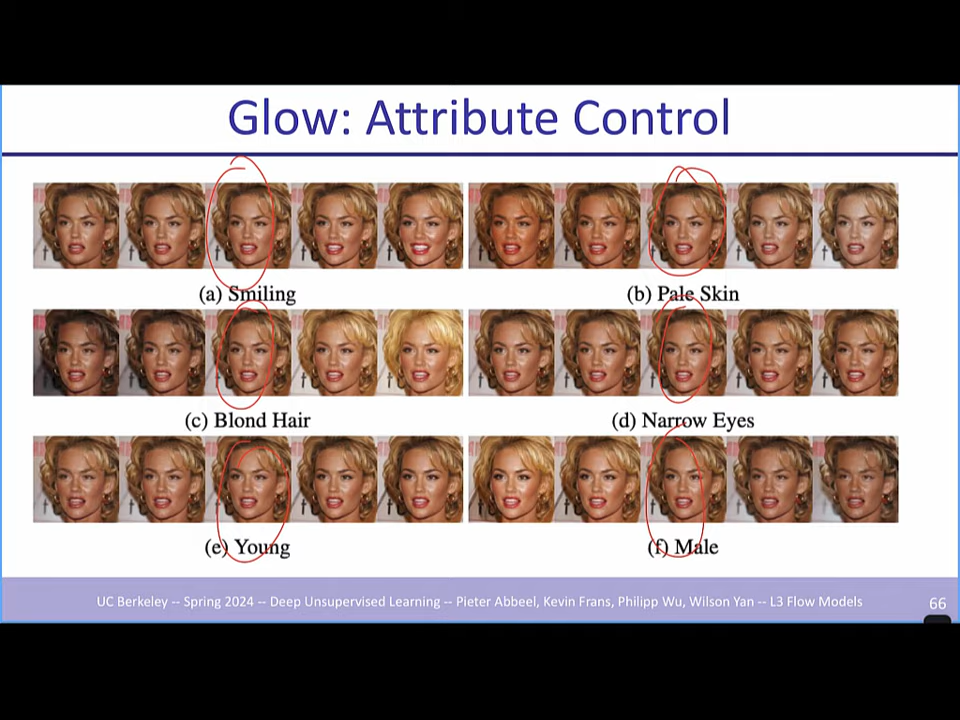 Glow: Attribute Control
(a) Smiling
(b) Pale Skin
(c) Blond Hair
(d) Narrow Eyes
(e) Young
(f) Male
UC Berkeley -- Spring 2024 -- Deep Unsupervised Learning -- Pieter Abbeel, Kevin Frans, Philipp Wu, Wilson Yan -- L3 Flow Models
66